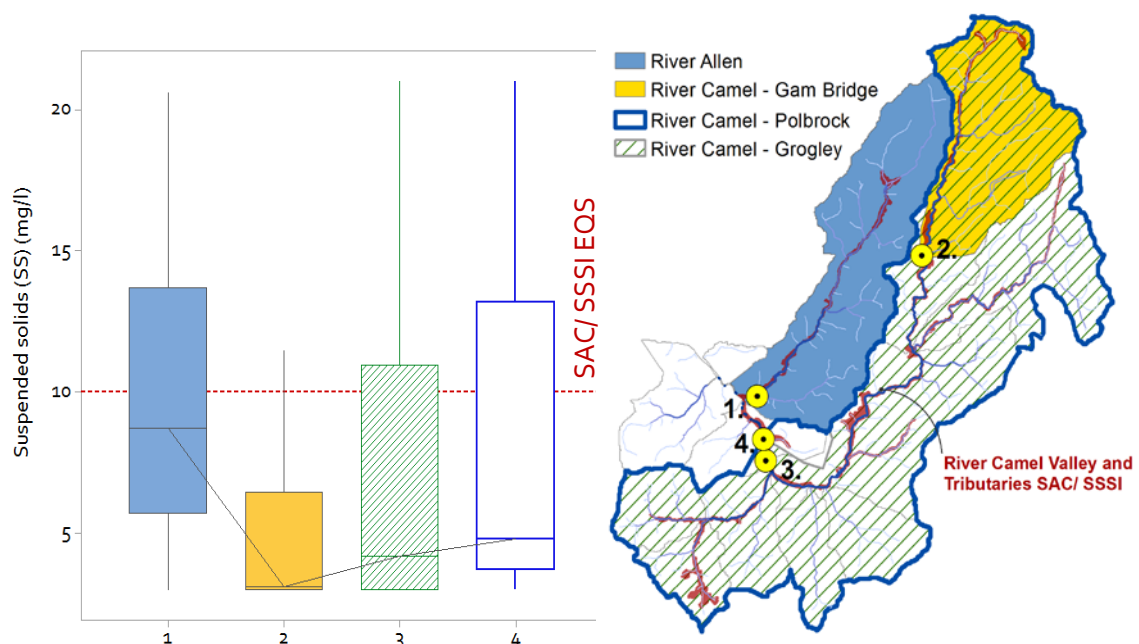 Suspended solids (SS) (mg/l)
20
15
10
5
1
2
3
4
SAC/ SSSI EQS
River Allen
River Camel - Gam Bridge
River Camel - Polbrock
River Camel - Grogley
2.
1.
4.
3.
River Camel Valley and
Tributaries SAC/ SSSI